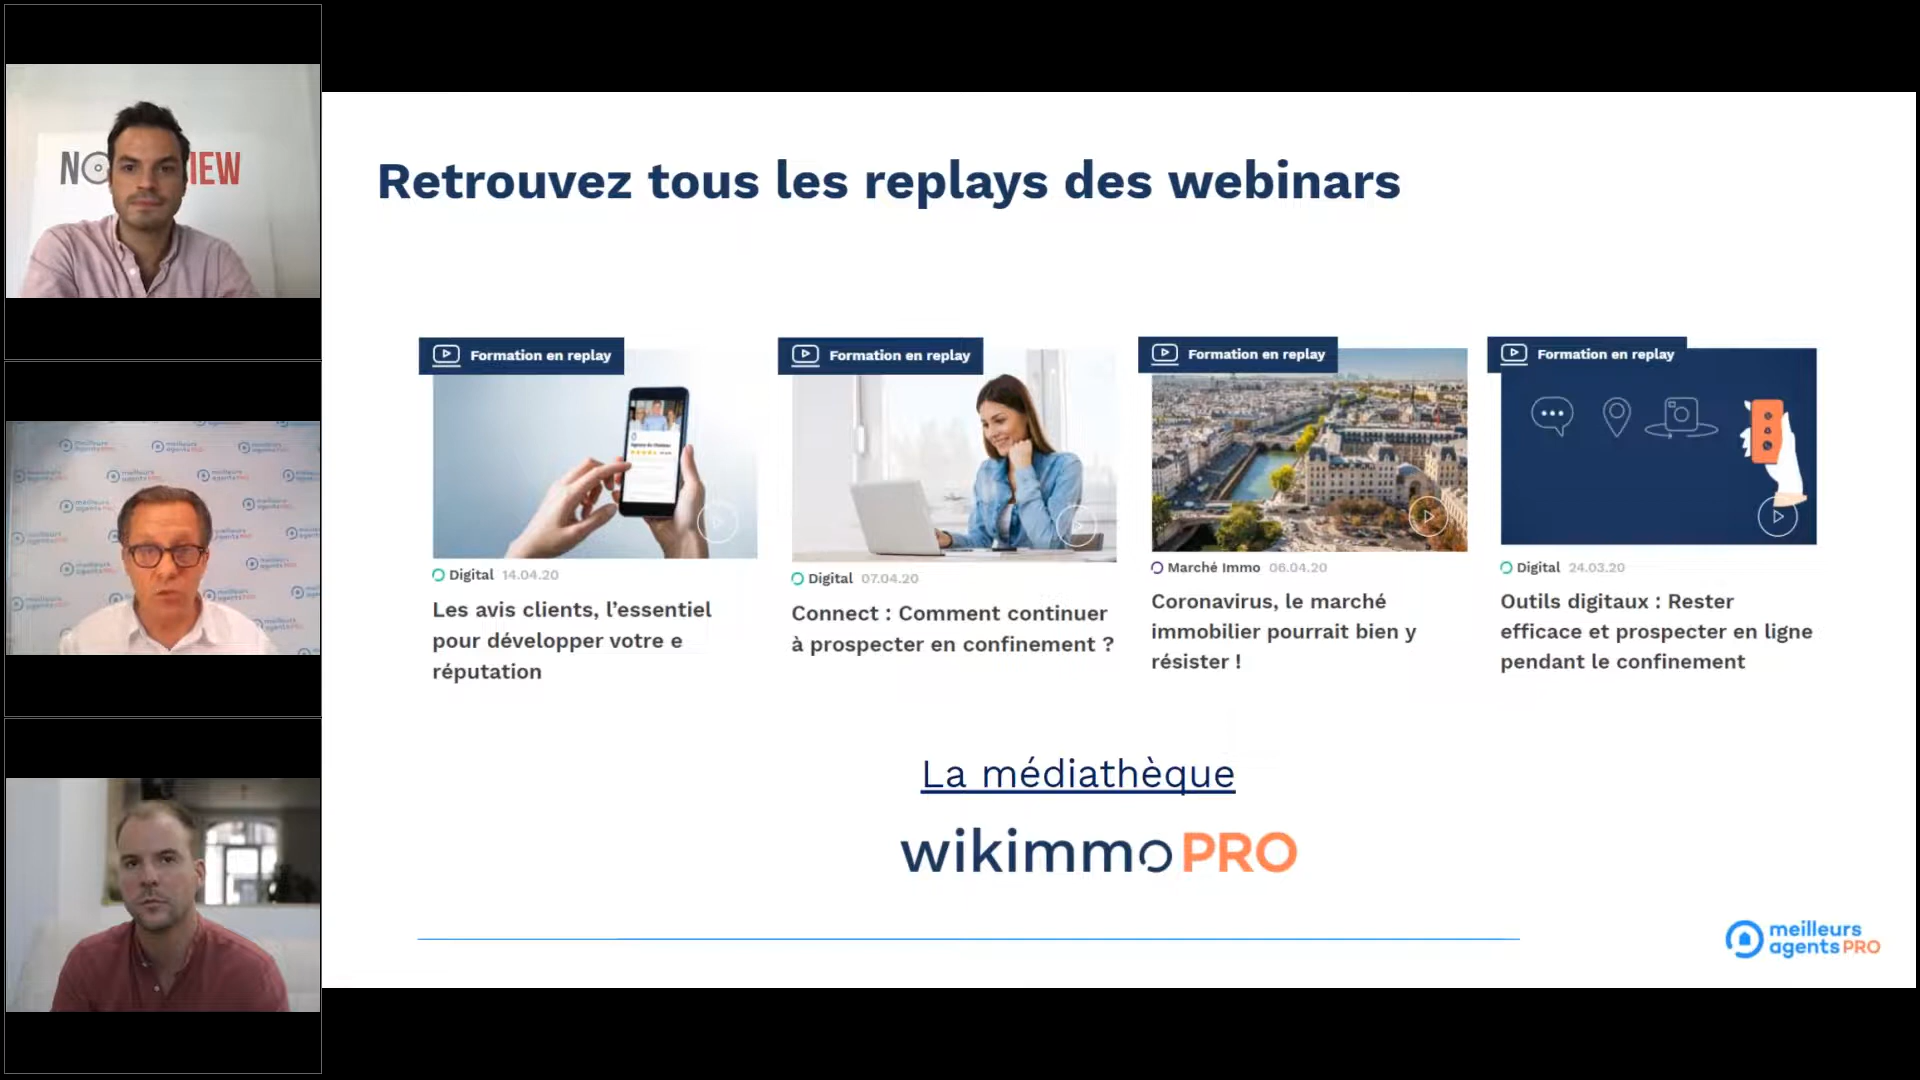 Retrouvez tous les replays des webinars
Formation en replay
Digital 14.04.20
Les avis clients, l’essentiel
pour développer votre e
réputation
Formation en replay
Digital 07.04.20
Connect : Comment continuer
à prospecter en confinement ?
Formation en replay
Marché Immo 06.04.20
Coronavirus, le marché
immobilier pourrait bien y
résister !
Formation en replay
Digital 24.03.20
Outils digitaux : Rester
efficace et prospecter en ligne
pendant le confinement
La médiathèque
wikimmo PRO
meilleurs
agents PRO
meilleurs
agents